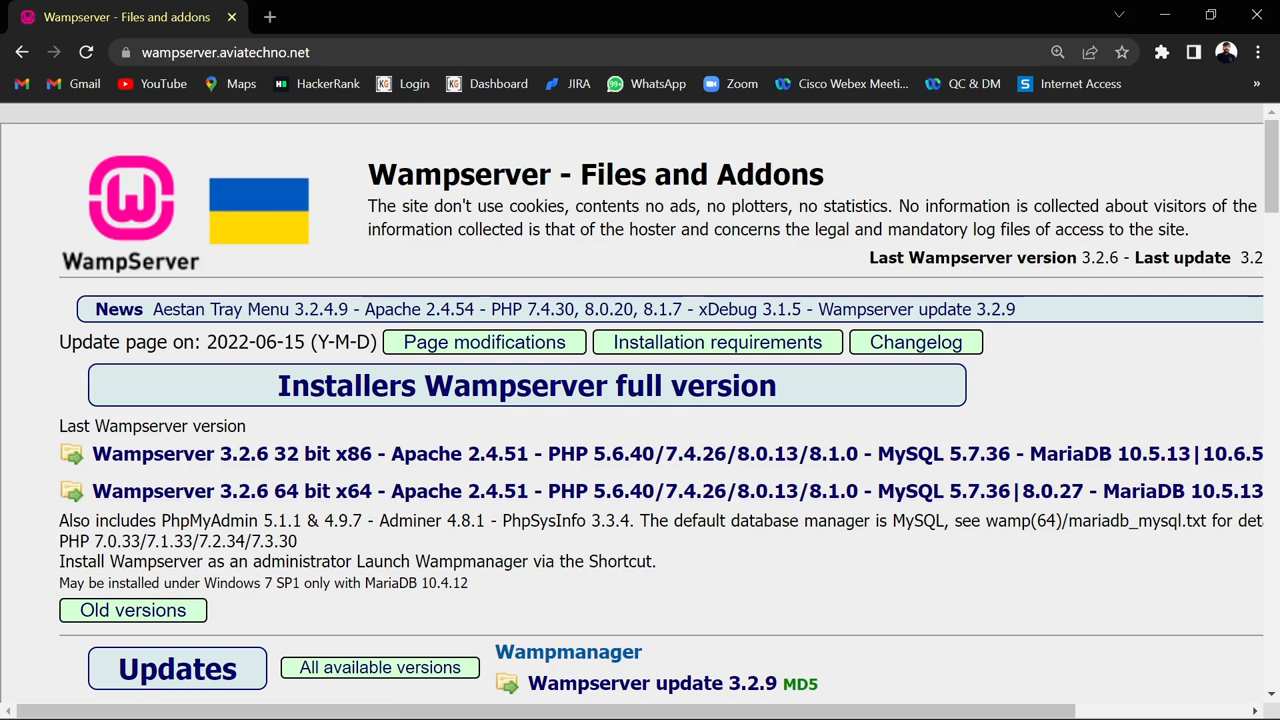 Wampserver - Files and addons
wampserver.aviatechno.net
Gmail
YouTube
Maps
HackerRank
Login
Dashboard
JIRA
WhatsApp
Zoom
Cisco Webex Meeti...
QC & DM
Internet Access
»
WampServer
Wampserver - Files and Addons
The site don't use cookies, contents no ads, no plotters, no statistics. No information is collected about visitors of the
information collected is that of the hoster and concerns the legal and mandatory log files of access to the site.
Last Wampserver version 3.2.6 - Last update 3.2
News Aestan Tray Menu 3.2.4.9 - Apache 2.4.54 - PHP 7.4.30, 8.0.20, 8.1.7 - xDebug 3.1.5 - Wampserver update 3.2.9
Update page on: 2022-06-15 (Y-M-D) Page modifications Installation requirements Changelog
Installers Wampserver full version
Last Wampserver version
Wampserver 3.2.6 32 bit x86 - Apache 2.4.51 - PHP 5.6.40/7.4.26/8.0.13/8.1.0 - MySQL 5.7.36 - MariaDB 10.5.13|10.6.5
Wampserver 3.2.6 64 bit x64 - Apache 2.4.51 - PHP 5.6.40/7.4.26/8.0.13/8.1.0 - MySQL 5.7.36|8.0.27 - MariaDB 10.5.13
Also includes PhpMyAdmin 5.1.1 & 4.9.7 - Adminer 4.8.1 - PhpSysInfo 3.3.4. The default database manager is MySQL, see wamp(64)/mariadb_mysql.txt for det
PHP 7.0.33/7.1.33/7.2.34/7.3.30
Install Wampserver as an administrator Launch Wampmanager via the Shortcut.
May be installed under Windows 7 SP1 only with MariaDB 10.4.12
Old versions
Updates
All available versions
Wampmanager
Wampserver update 3.2.9 MD5